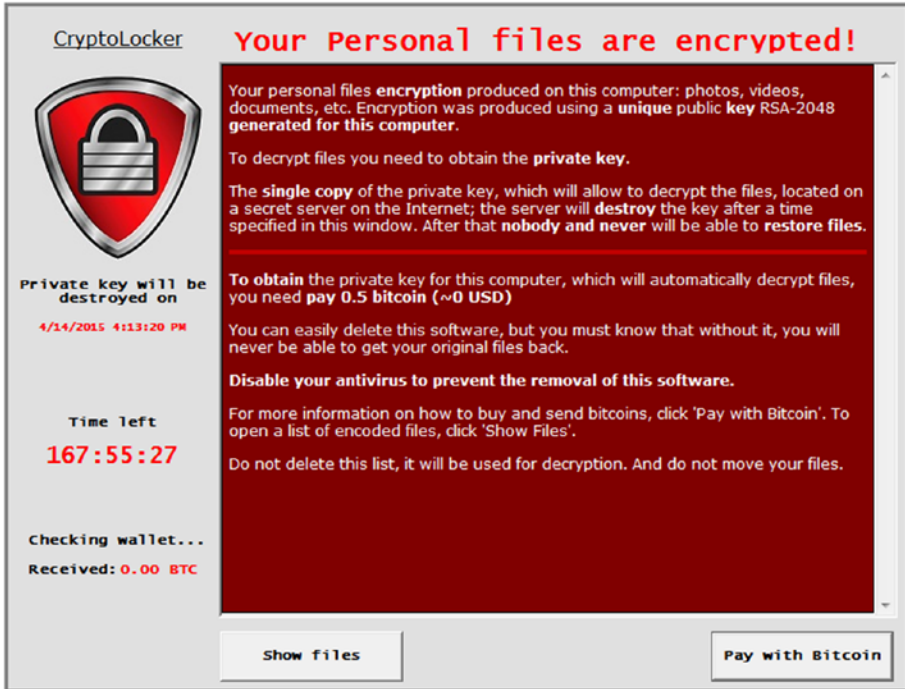 CryptoLocker
Your Personal files are encrypted!
Your personal files encryption produced on this computer: photos, videos,
documents, etc. Encryption was produced using a unique public key RSA-2048
generated for this computer.
To decrypt files you need to obtain the private key.
The single copy of the private key, which will allow to decrypt the files, located on
a secret server on the Internet; the server will destroy the key after a time
specified in this window. After that nobody and never will be able to restore files.
To obtain the private key for this computer, which will automatically decrypt files,
you need pay 0.5 bitcoin (~0 USD)
You can easily delete this software, but you must know that without it, you will
never be able to get your original files back.
Disable your antivirus to prevent the removal of this software.
For more information on how to buy and send bitcoins, click 'Pay with Bitcoin'. To
open a list of encoded files, click 'Show Files'.
Do not delete this list, it will be used for decryption. And do not move your files.
Private key will be
destroyed on
4/14/2015 4:13:20 PM
Time left
167:55:27
Checking wallet...
Received: 0.00 BTC
Show files
Pay with Bitcoin